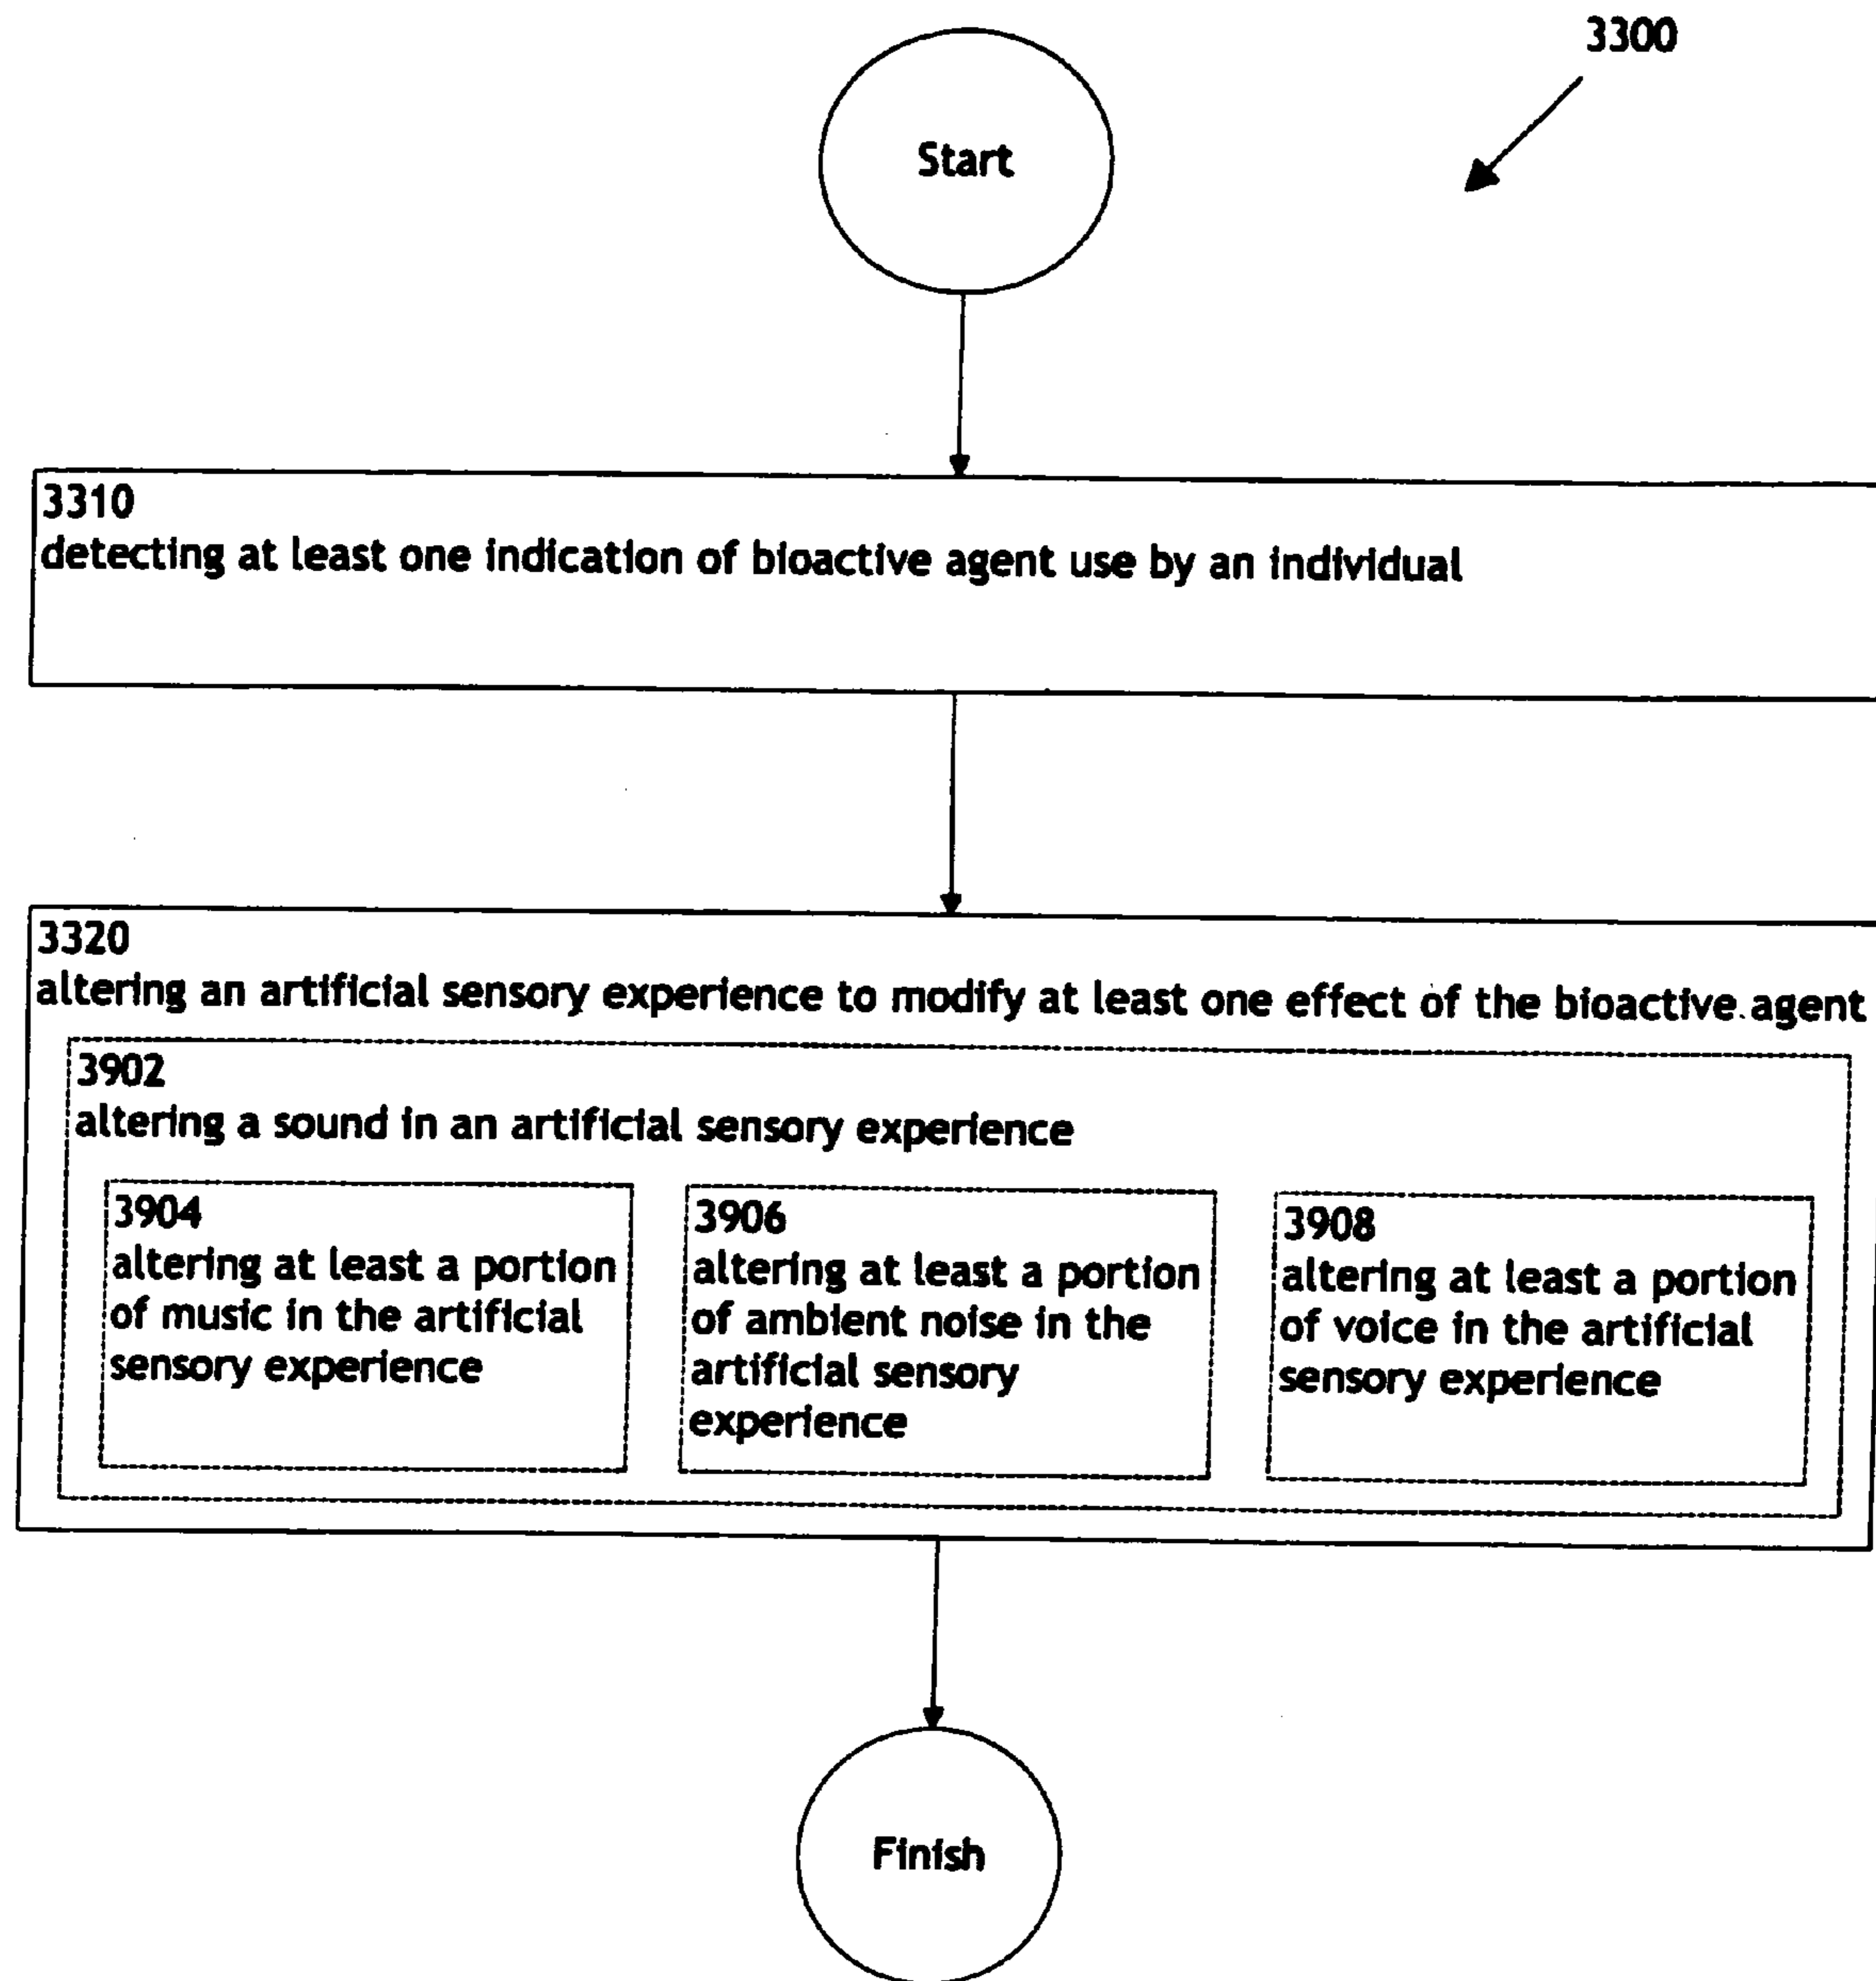 3300
Start
3310
detecting at least one indication of bioactive agent use by an individual
3320
altering an artificial sensory experience to modify at least one effect of the bioactive agent
3902
altering a sound in an artificial sensory experience
3904
altering at least a portion
of music in the artificial
sensory experience
3906
altering at least a portion
of ambient noise in the
artificial sensory
experience
3908
altering at least a portion
of voice in the artificial
sensory experience
Finish